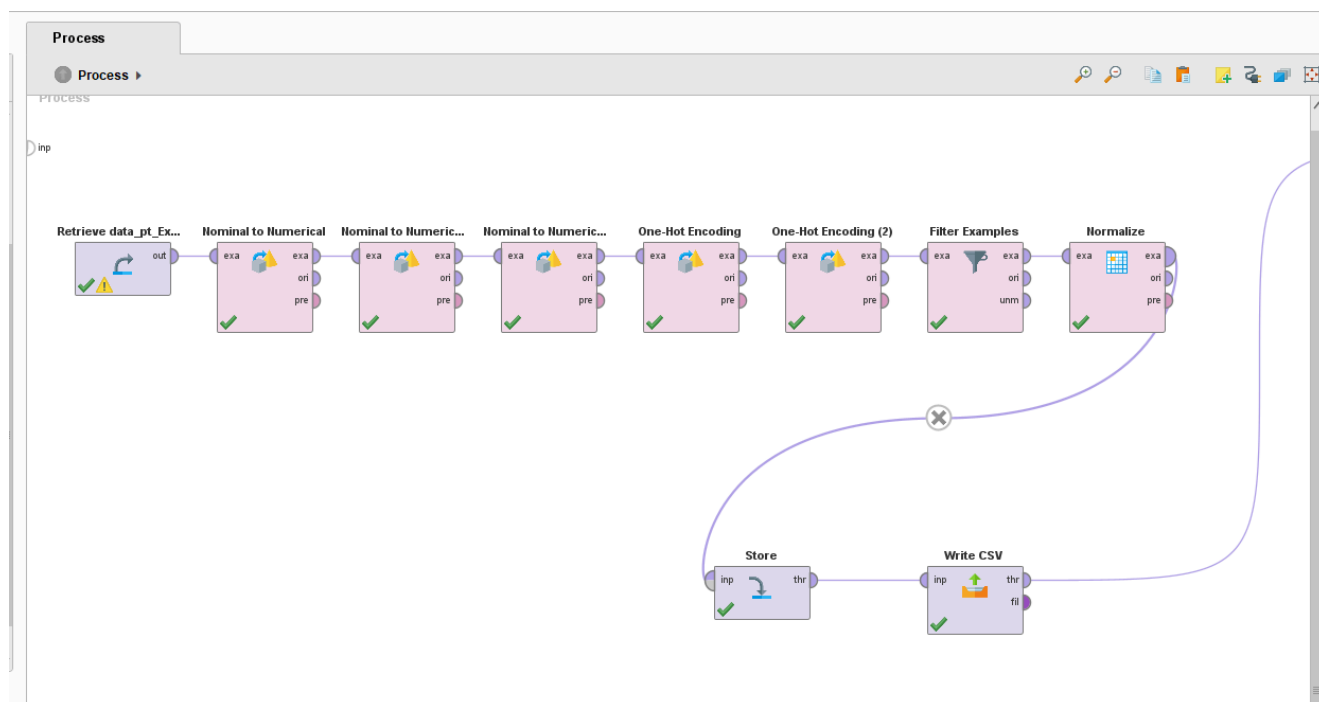 Process
Process
Process
inp
Retrieve data_pt_Ex...
Nominal to Numerical
Nominal to Numeric...
Nominal to Numeric...
One-Hot Encoding
One-Hot Encoding (2)
Filter Examples
Normalize
out
exa exa
ori
pre
exa exa
ori
pre
exa exa
ori
pre
exa exa
ori
pre
exa exa
ori
pre
exa exa
ori
unm
exa exa
ori
pre
Store
Write CSV
inp thr
inp thr
fil